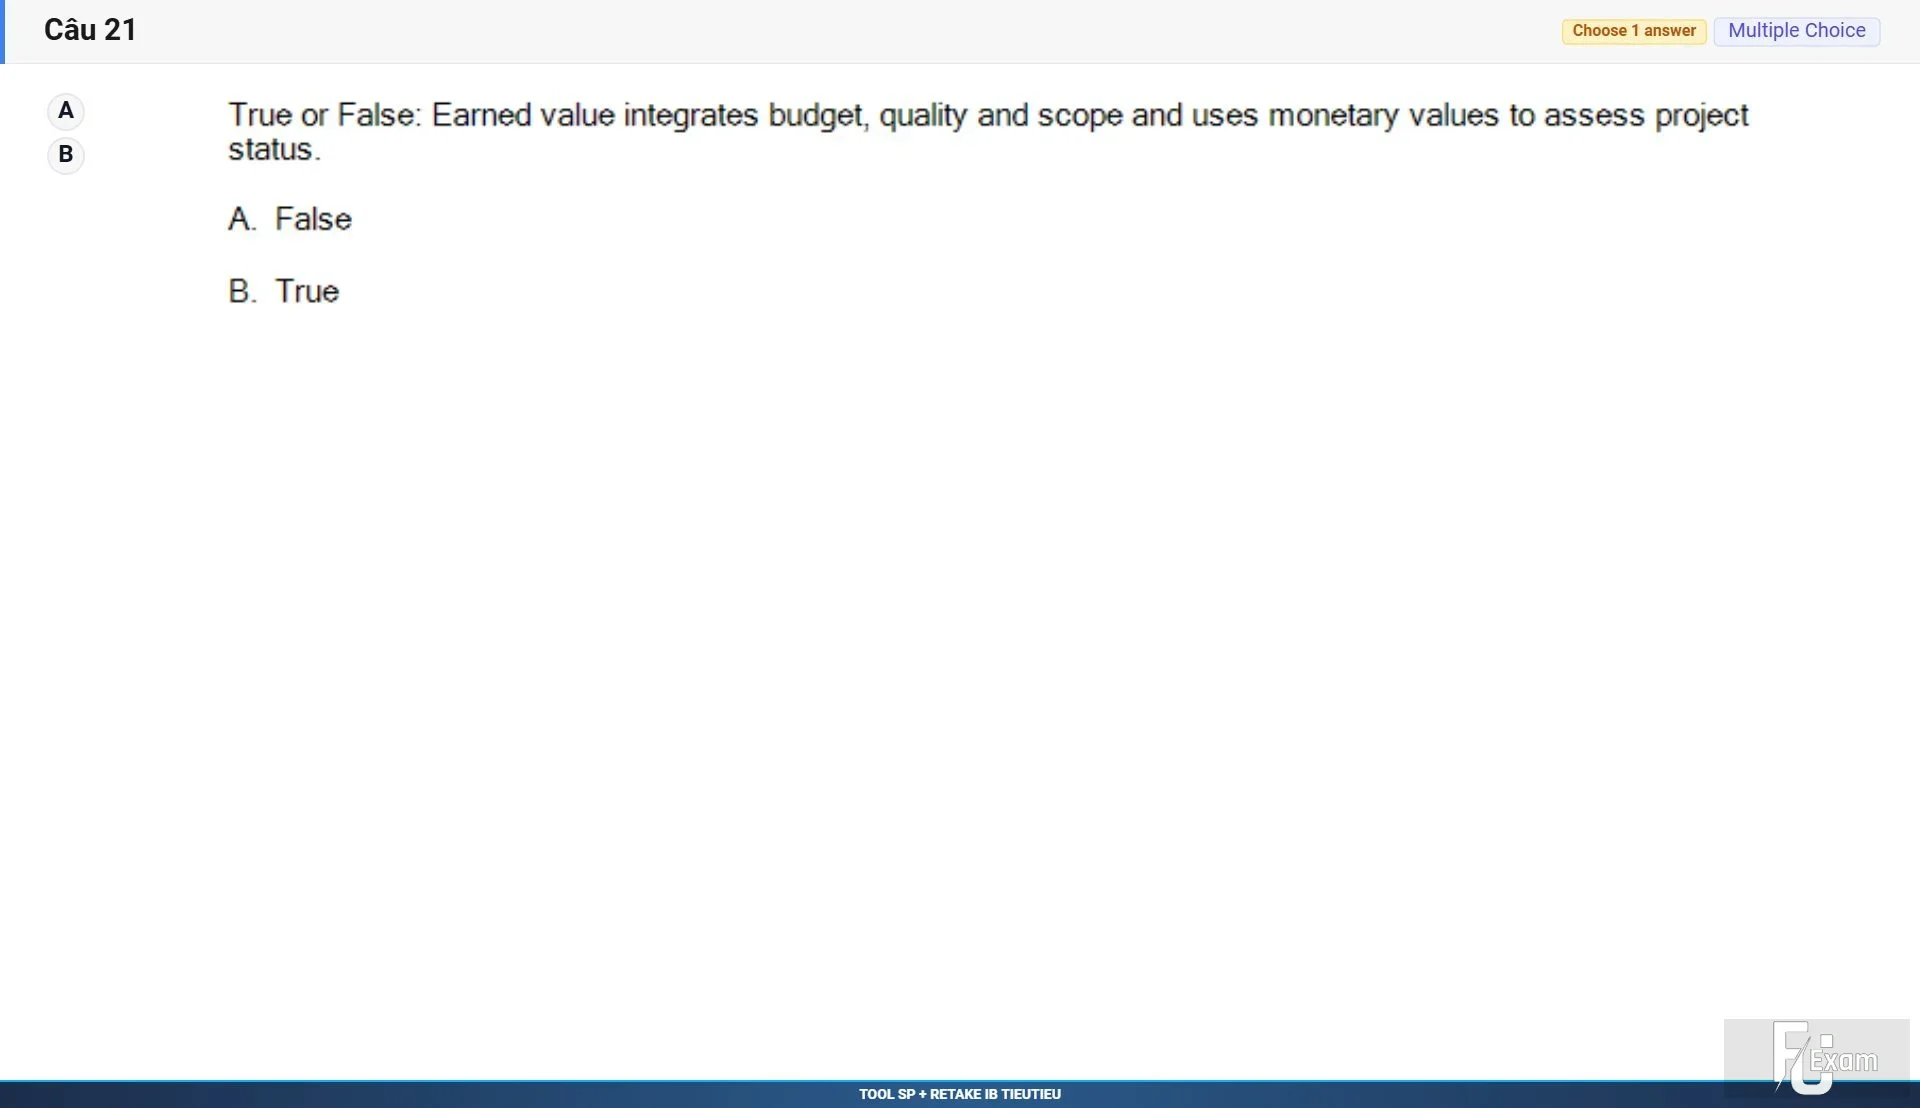 Câu 21
Choose 1 answer
Multiple Choice
A
B
True or False: Earned value integrates budget, quality and scope and uses monetary values to assess project
status.
A. False
B. True
FU Exam
TOOL SP + RETAKE IB TIEUTIEU